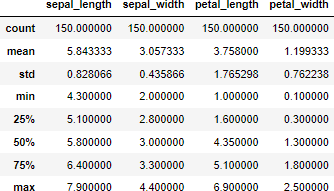 sepal_length sepal_width petal_length petal_width
count 150.000000 150.000000 150.000000 150.000000
mean 5.843333 3.057333 3.758000 1.199333
std 0.828066 0.435866 1.765298 0.762238
min 4.300000 2.000000 1.000000 0.100000
25% 5.100000 2.800000 1.600000 0.300000
50% 5.800000 3.000000 4.350000 1.300000
75% 6.400000 3.300000 5.100000 1.800000
max 7.900000 4.400000 6.900000 2.500000